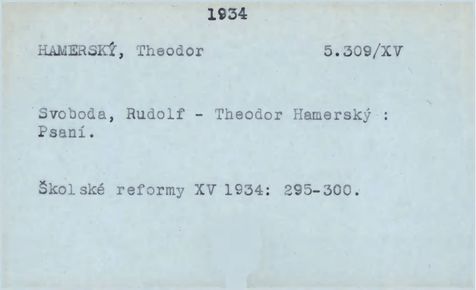 1934
HAMERSKÝ, Theodor 5.309/XV
Svoboda, Rudolf - Theodor Hamerský :
Psaní.
Školské reformy XV 1934: 295-300.